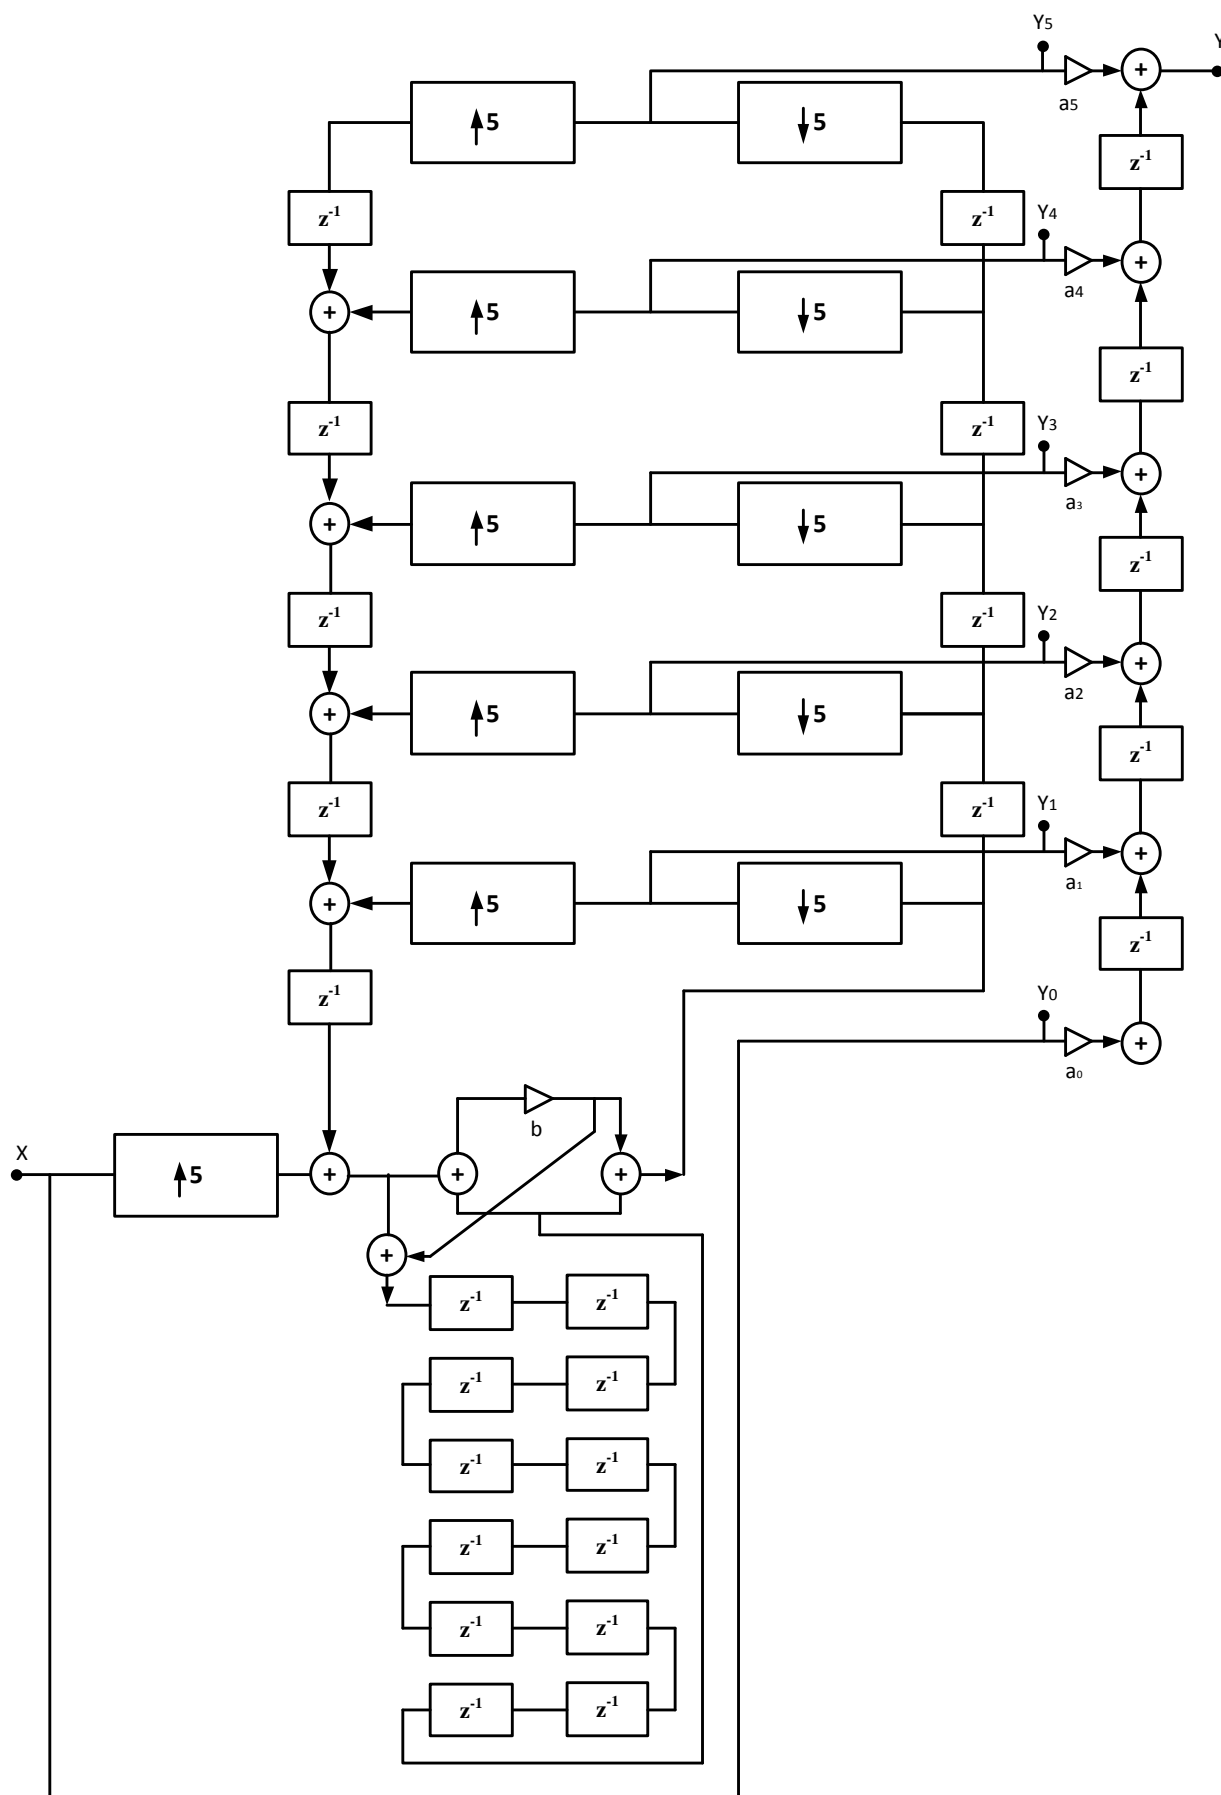 Y5 Y
↑5 ↓5 a5
z⁻¹
z⁻¹ z⁻¹ Y4
↑5 ↓5 a4
+ +
z⁻¹
z⁻¹ z⁻¹ Y3
+
↑5 ↓5 a₃
+
z⁻¹
z⁻¹ z⁻¹ Y2
+
↑5 ↓5 a2
+
z⁻¹
z⁻¹ z⁻¹ Y1
+
↑5 ↓5 a₁
+
z⁻¹
z⁻¹ Y0
+
a₀
b
X
↑5 + + +
+
z⁻¹ z⁻¹
z⁻¹ z⁻¹
z⁻¹ z⁻¹
z⁻¹ z⁻¹
z⁻¹ z⁻¹
z⁻¹ z⁻¹